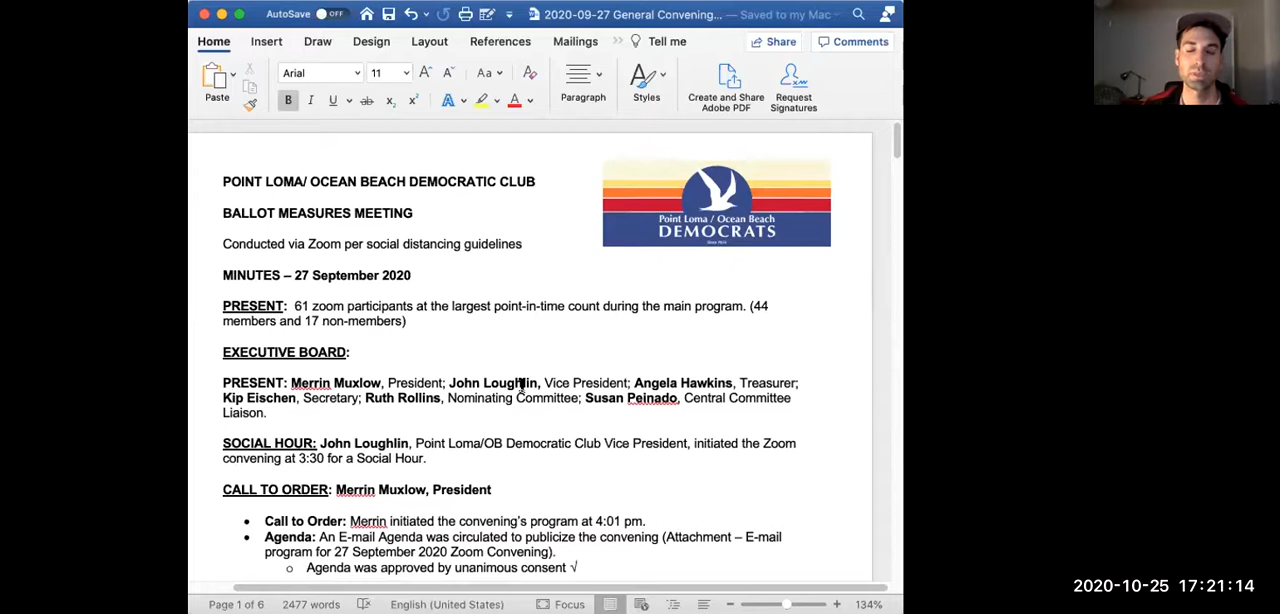 AutoSave OFF 2020-09-27 General Convening... — Saved to my Mac
Home Insert Draw Design Layout References Mailings >> Tell me Share Comments
Paste Arial 11 A A Aa A Paragraph Styles Create and Share Adobe PDF Request Signatures
B I U ab x₂ x² A A
POINT LOMA/ OCEAN BEACH DEMOCRATIC CLUB
BALLOT MEASURES MEETING
Conducted via Zoom per social distancing guidelines
Point Loma / Ocean Beach
DEMOCRATS
MINUTES – 27 September 2020
PRESENT: 61 zoom participants at the largest point-in-time count during the main program. (44
members and 17 non-members)
EXECUTIVE BOARD:
PRESENT: Merrin Muxlow, President; John Loughlin, Vice President; Angela Hawkins, Treasurer;
Kip Eischen, Secretary; Ruth Rollins, Nominating Committee; Susan Peinado, Central Committee
Liaison.
SOCIAL HOUR: John Loughlin, Point Loma/OB Democratic Club Vice President, initiated the Zoom
convening at 3:30 for a Social Hour.
CALL TO ORDER: Merrin Muxlow, President
• Call to Order: Merrin initiated the convening’s program at 4:01 pm.
• Agenda: An E-mail Agenda was circulated to publicize the convening (Attachment – E-mail
program for 27 September 2020 Zoom Convening).
o Agenda was approved by unanimous consent √
Page 1 of 6 2477 words English (United States) Focus 134%
2020-10-25 17:21:14